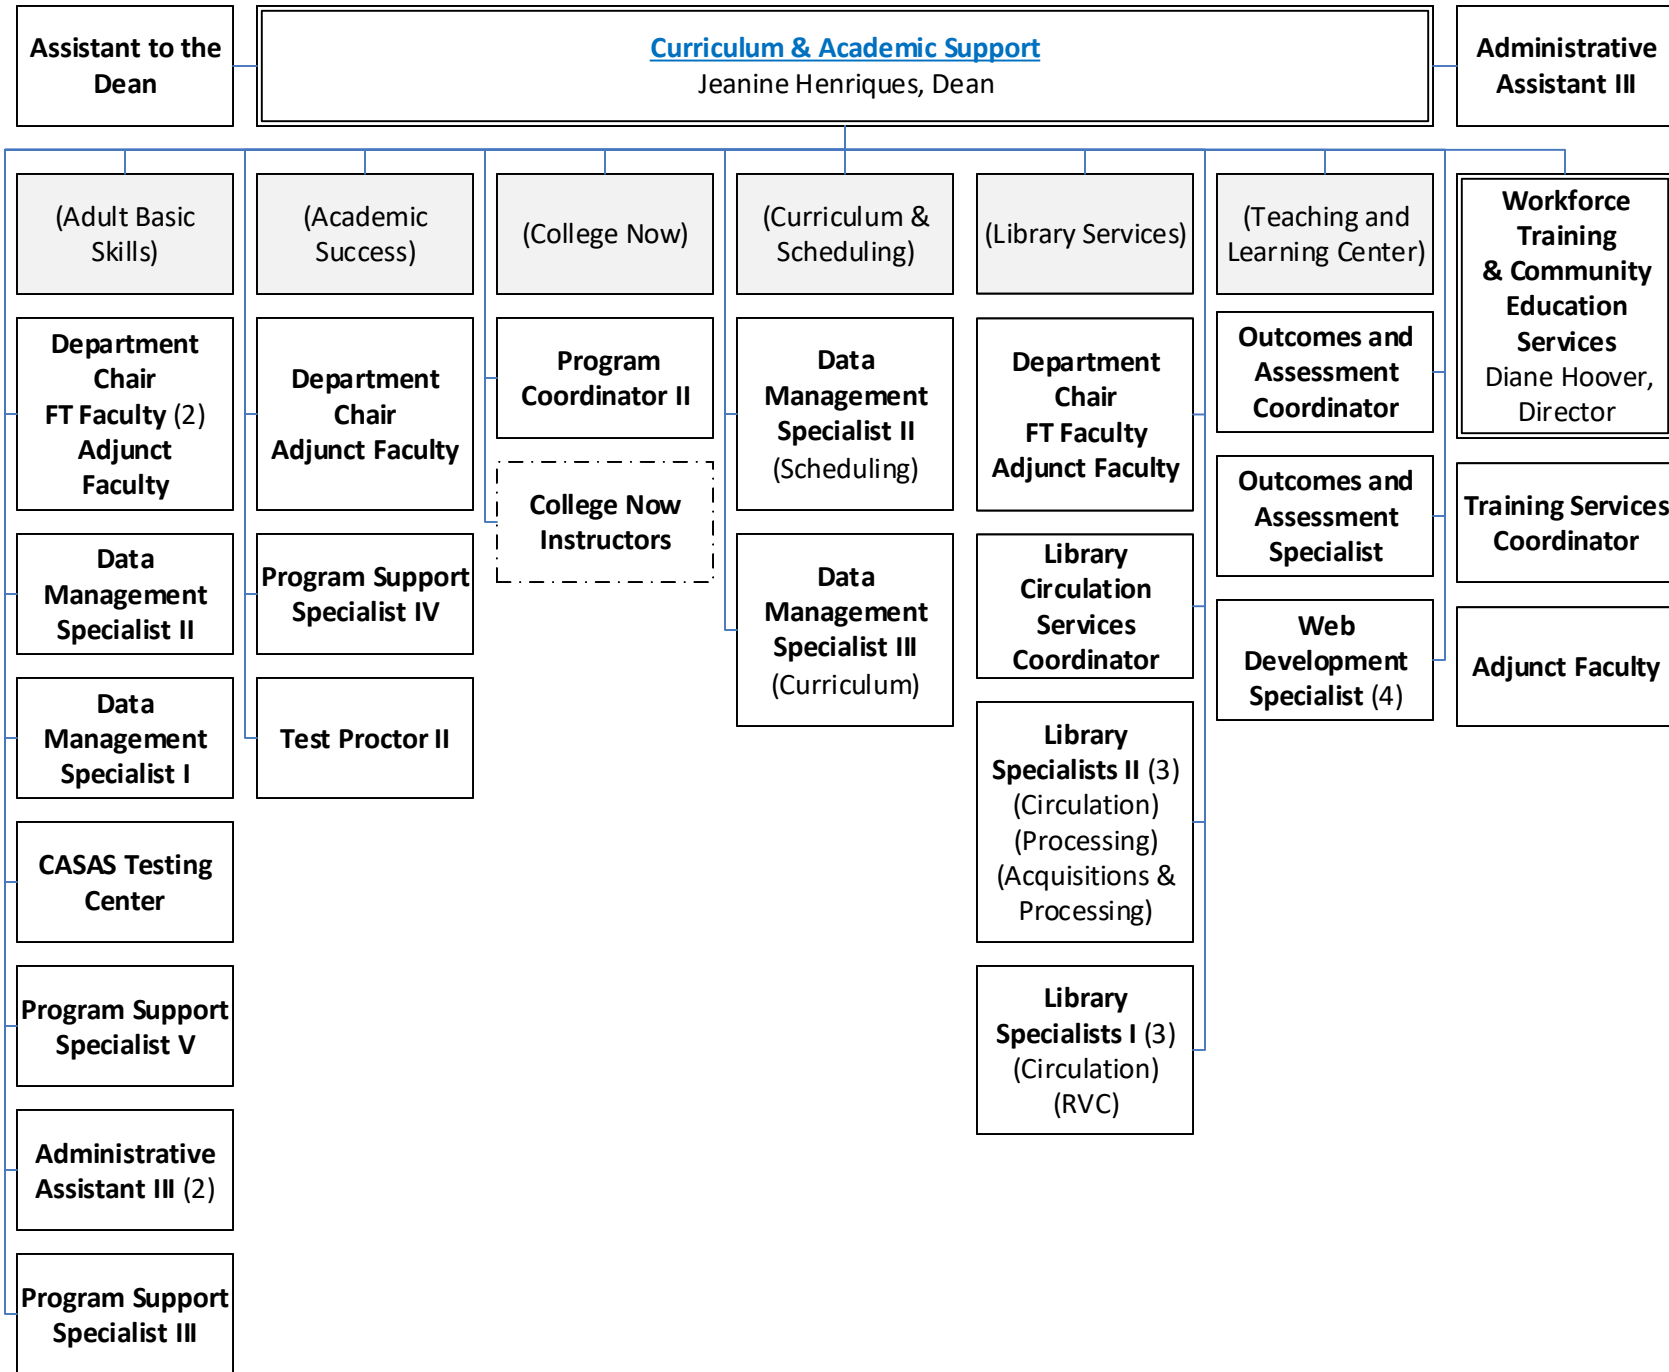 Assistant to the
Dean
Curriculum & Academic Support
Jeanine Henriques, Dean
Administrative
Assistant III
(Adult Basic
Skills)
Department
Chair
FT Faculty (2)
Adjunct
Faculty
Data
Management
Specialist II
Data
Management
Specialist I
CASAS Testing
Center
Program Support
Specialist V
Administrative
Assistant III (2)
Program Support
Specialist III
(Academic
Success)
Department
Chair
Adjunct Faculty
Program Support
Specialist IV
Test Proctor II
(College Now)
Program
Coordinator II
College Now
Instructors
(Curriculum &
Scheduling)
Data
Management
Specialist II
(Scheduling)
Data
Management
Specialist III
(Curriculum)
(Library Services)
Department
Chair
FT Faculty
Adjunct Faculty
Library
Circulation
Services
Coordinator
Library
Specialists II (3)
(Circulation)
(Processing)
(Acquisitions &
Processing)
Library
Specialists I (3)
(Circulation)
(RVC)
(Teaching and
Learning Center)
Outcomes and
Assessment
Coordinator
Outcomes and
Assessment
Specialist
Web
Development
Specialist (4)
Workforce
Training
& Community
Education
Services
Diane Hoover,
Director
Training Services
Coordinator
Adjunct Faculty